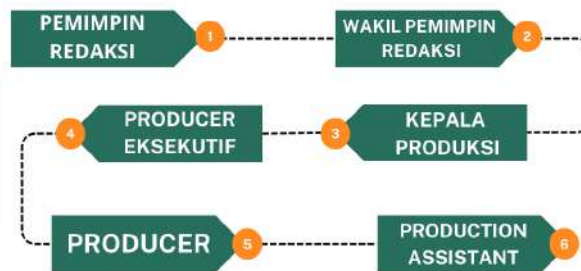 PEMIMPIN
REDAKSI
1
WAKIL PEMIMPIN
REDAKSI
2
KEPALA
PRODUKSI
3
PRODUCER
EKSEKUTIF
4
PRODUCER
5
PRODUCTION
ASSISTANT
6